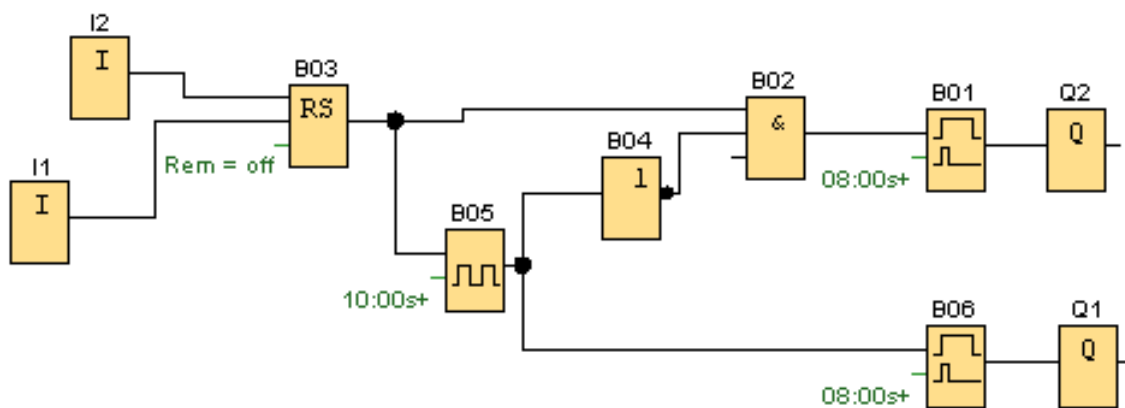 I2
I
B03
RS
Rem = off
I1
I
B05
10:00s+
B04
1
B02
&
B01
08:00s+
Q2
Q
B06
08:00s+
Q1
Q